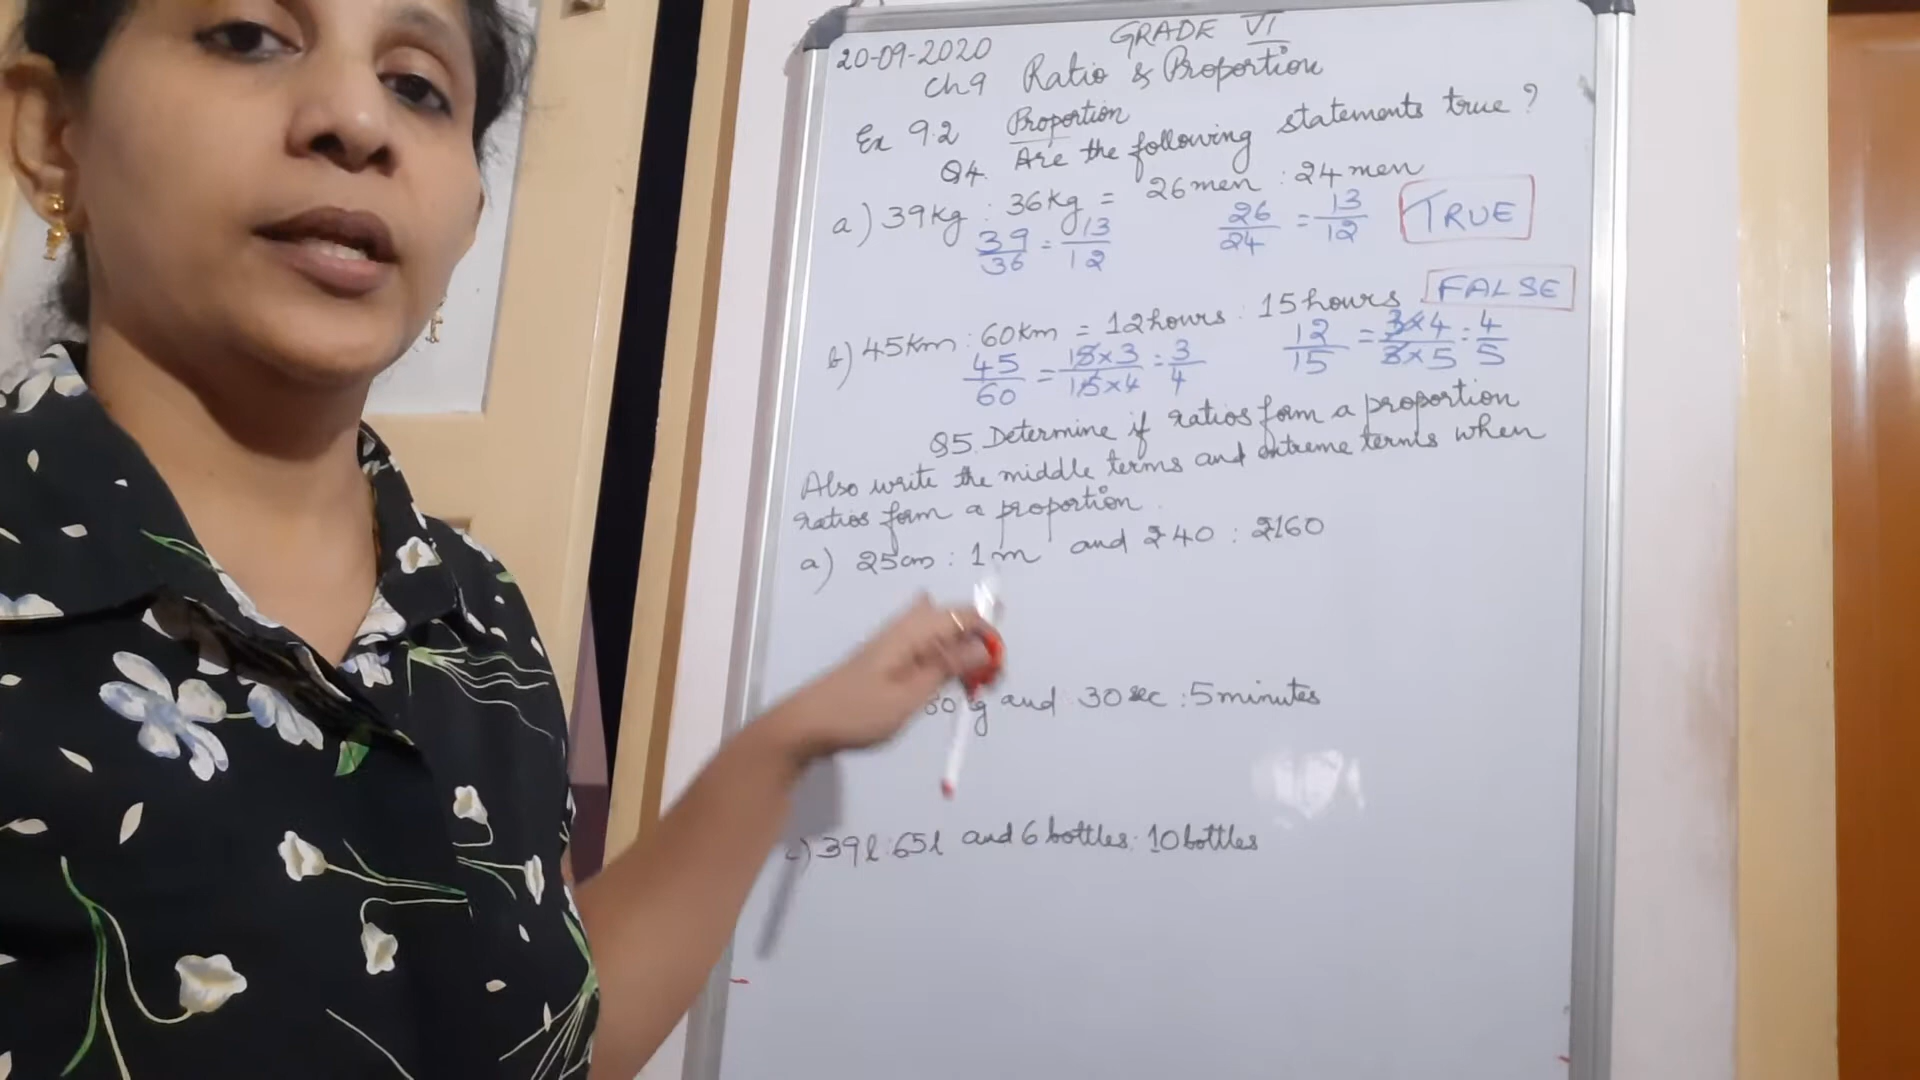 20-09-2020 GRADE VI
Ch9 Ratio & Proportion
Ex 9.2 Proportion
Q4. Are the following statements true?
a) 39kg : 36kg = 26men : 24men
39/36 = 13/12 26/24 = 13/12 TRUE
b) 45km : 60km = 12hours : 15hours FALSE
45/60 = 15×3/15×4 = 3/4 12/15 = 3×4/3×5 = 4/5
Q5. Determine if ratios form a proportion
Also write the middle terms and extreme terms when
ratios form a proportion.
a) 25cm : 1m and ₹40 : ₹160
g and 30sec : 5minutes
c) 39l : 65l and 6 bottles : 10 bottles